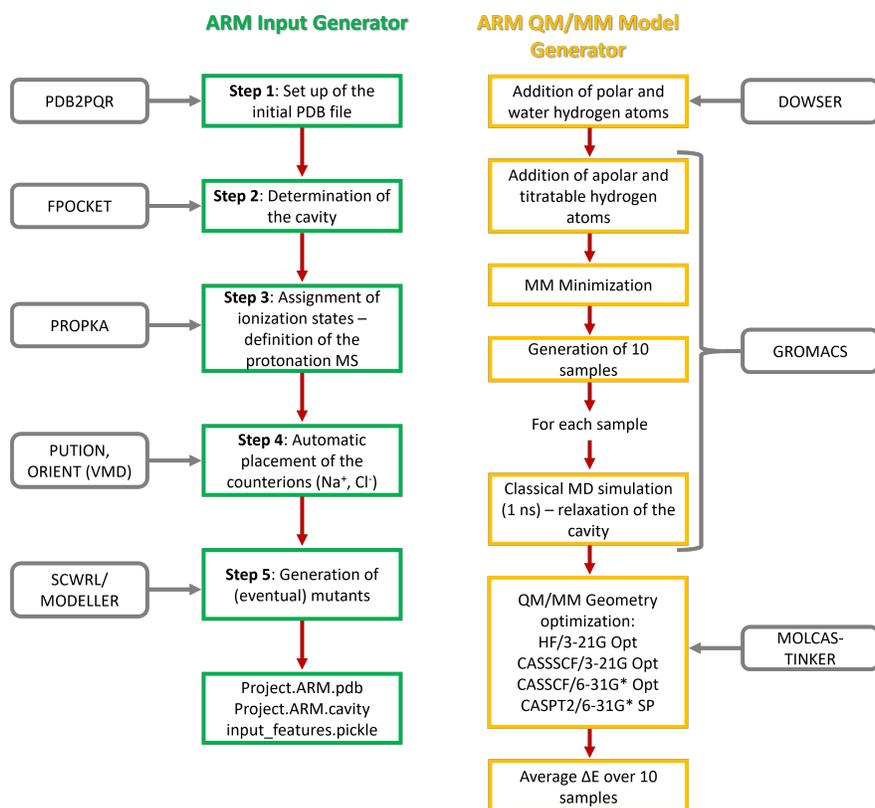 ARM Input Generator
PDB2PQR
Step 1: Set up of the
initial PDB file
FPOCKET
Step 2: Determination of
the cavity
PROPKA
Step 3: Assignment of
ionization states –
definition of the
protonation MS
PUTION,
ORIENT (VMD)
Step 4: Automatic
placement of the
counterions (Na⁺, Cl⁻)
SCWRL/
MODELLER
Step 5: Generation of
(eventual) mutants
Project.ARM.pdb
Project.ARM.cavity
input_features.pickle
ARM QM/MM Model
Generator
Addition of polar and
water hydrogen atoms
DOWSER
Addition of apolar and
titratable hydrogen
atoms
MM Minimization
Generation of 10
samples
For each sample
Classical MD simulation
(1 ns) – relaxation of the
cavity
GROMACS
QM/MM Geometry
optimization:
HF/3-21G Opt
CASSSCF/3-21G Opt
CASSCF/6-31G* Opt
CASPT2/6-31G* SP
MOLCAS-
TINKER
Average ΔE over 10
samples